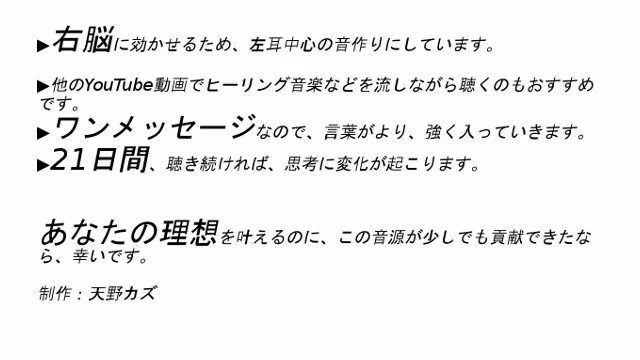 ▶右脳に効かせるため、左耳中心の音作りにしています。
▶他のYouTube動画でヒーリング音楽などを流しながら聴くのもおすすめ
です。
▶ワンメッセージなので、言葉がより、強く入っていきます。
▶21日間、聴き続ければ、思考に変化が起こります。
あなたの理想を叶えるのに、この音源が少しでも貢献できたな
ら、幸いです。
制作：天野カズ